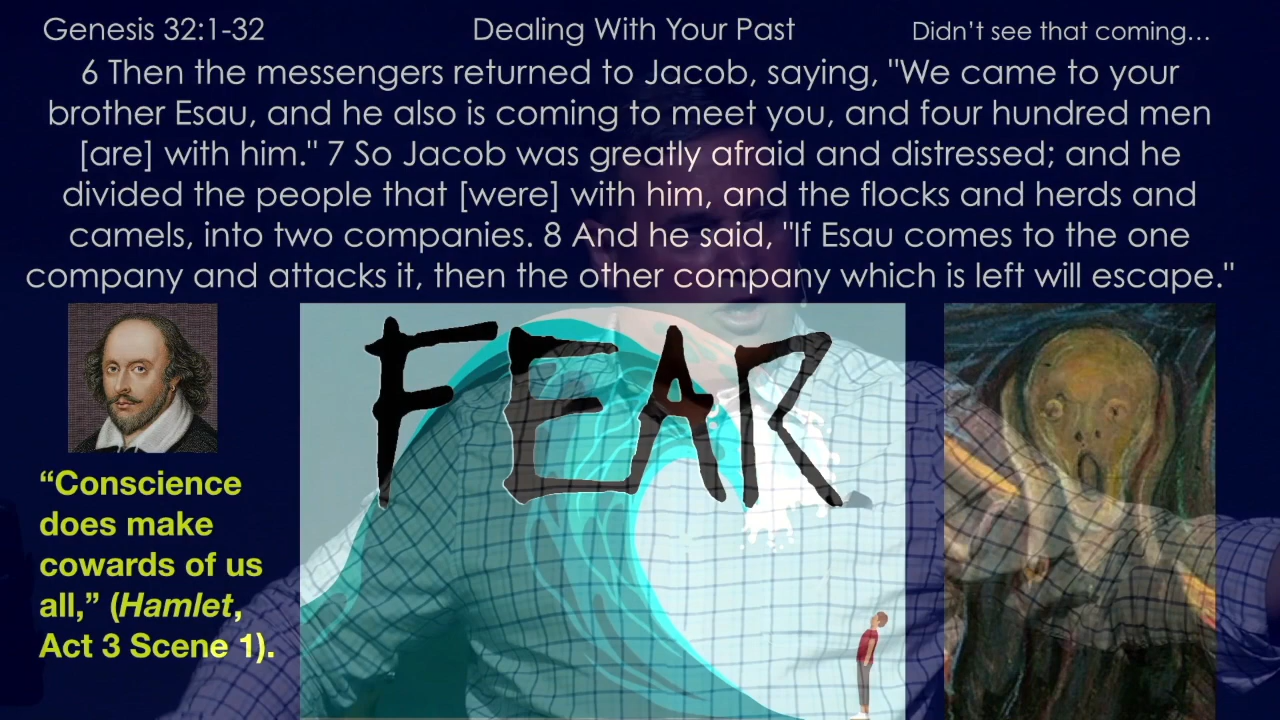 Genesis 32:1-32
Dealing With Your Past
Didn’t see that coming…
6 Then the messengers returned to Jacob, saying, "We came to your
brother Esau, and he also is coming to meet you, and four hundred men
[are] with him." 7 So Jacob was greatly afraid and distressed; and he
divided the people that [were] with him, and the flocks and herds and
camels, into two companies. 8 And he said, "If Esau comes to the one
company and attacks it, then the other company which is left will escape."
FEAR
“Conscience
does make
cowards of us
all,” (Hamlet,
Act 3 Scene 1).